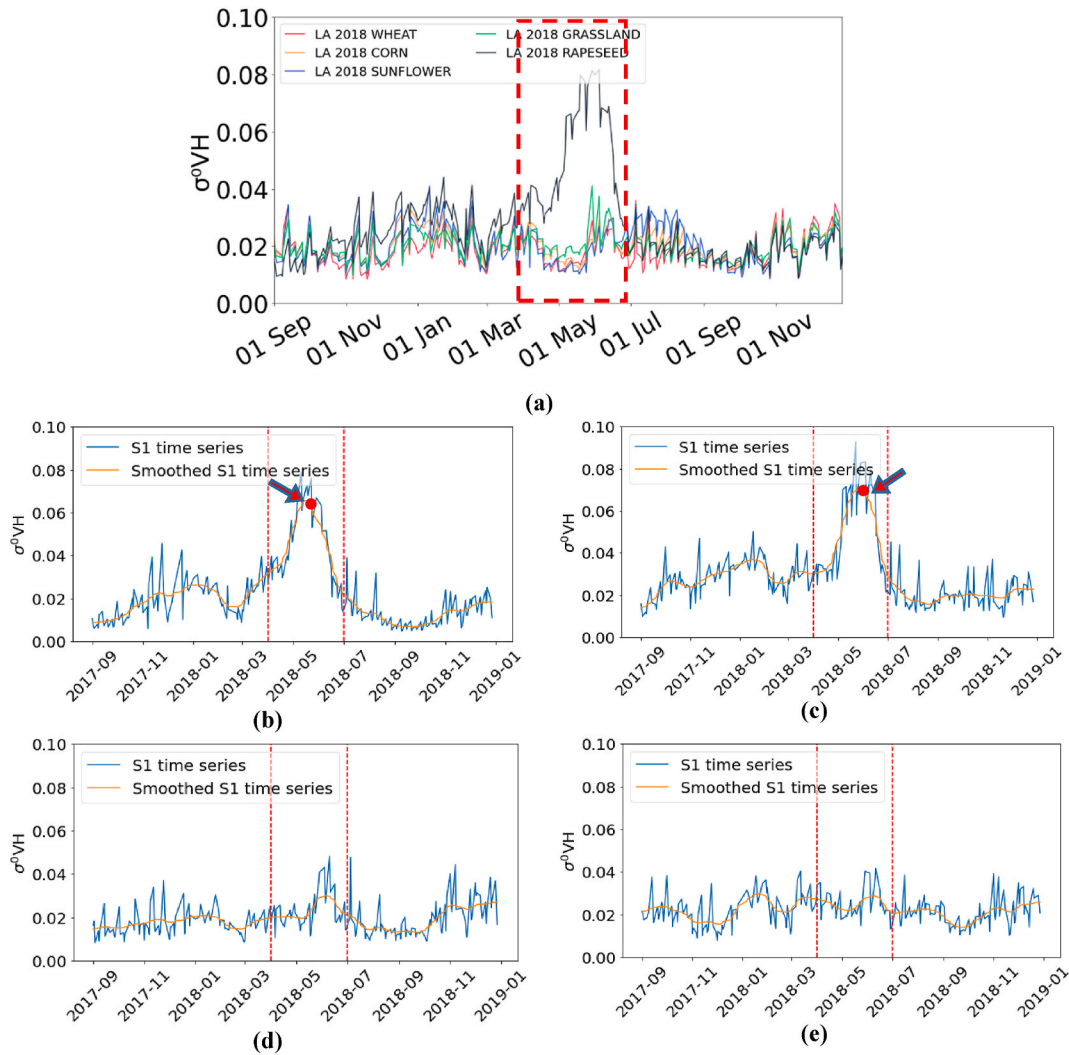 0.10
0.08
0.06
0.04
0.02
0.00
σ⁰VH
LA 2018 WHEAT
LA 2018 CORN
LA 2018 SUNFLOWER
LA 2018 GRASSLAND
LA 2018 RAPESEED
01 Sep
01 Nov
01 Jan
01 Mar
01 May
01 Jul
01 Sep
01 Nov
(a)
0.10
0.08
0.06
0.04
0.02
0.00
σ⁰VH
S1 time series
Smoothed S1 time series
2017-09
2017-11
2018-01
2018-03
2018-05
2018-07
2018-09
2018-11
2019-01
(b)
0.10
0.08
0.06
0.04
0.02
0.00
σ⁰VH
S1 time series
Smoothed S1 time series
2017-09
2017-11
2018-01
2018-03
2018-05
2018-07
2018-09
2018-11
2019-01
(c)
0.10
0.08
0.06
0.04
0.02
0.00
σ⁰VH
S1 time series
Smoothed S1 time series
2017-09
2017-11
2018-01
2018-03
2018-05
2018-07
2018-09
2018-11
2019-01
(d)
0.10
0.08
0.06
0.04
0.02
0.00
σ⁰VH
S1 time series
Smoothed S1 time series
2017-09
2017-11
2018-01
2018-03
2018-05
2018-07
2018-09
2018-11
2019-01
(e)